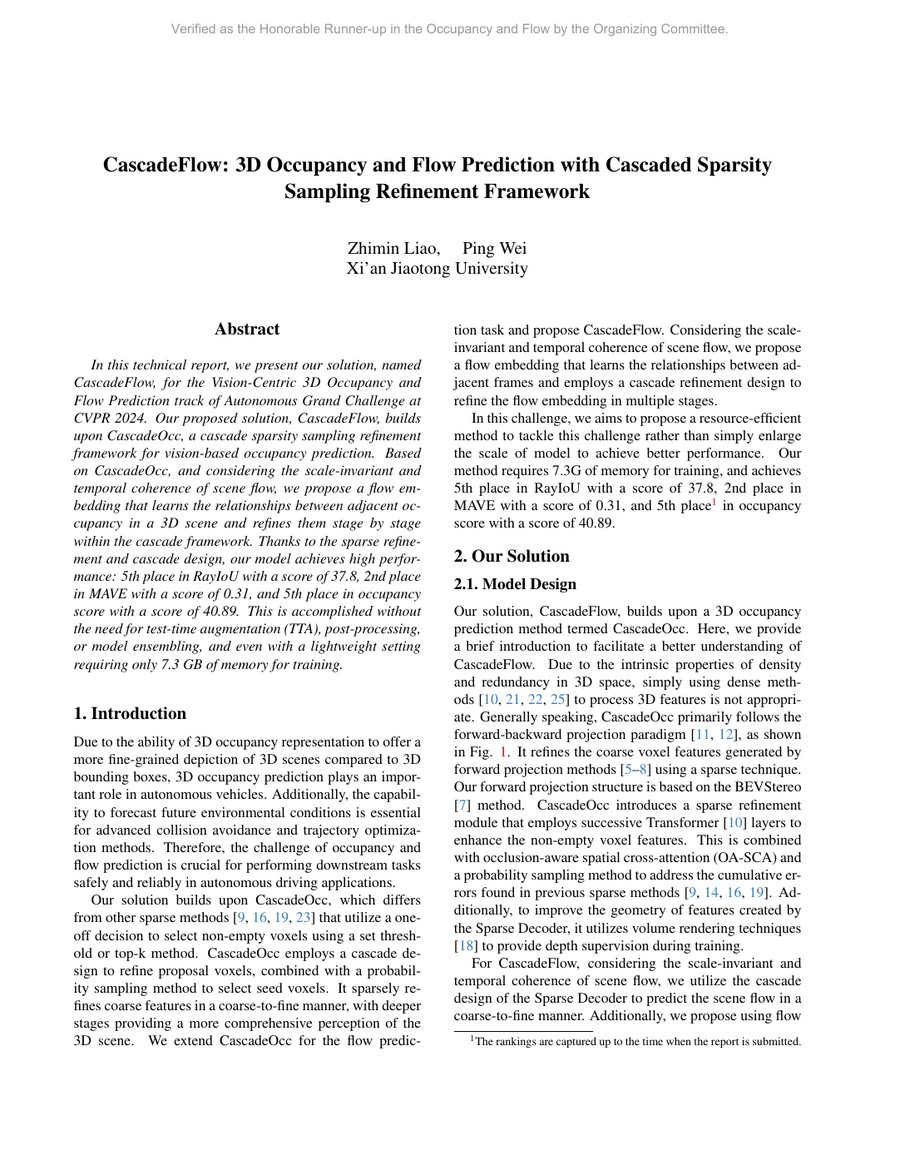 Verified as the Honorable Runner-up in the Occupancy and Flow by the Organizing Committee.
CascadeFlow: 3D Occupancy and Flow Prediction with Cascaded Sparsity
Sampling Refinement Framework
Zhimin Liao, Ping Wei
Xi'an Jiaotong University
Abstract
In this technical report, we present our solution, named
CascadeFlow, for the Vision-Centric 3D Occupancy and
Flow Prediction track of Autonomous Grand Challenge at
CVPR 2024. Our proposed solution, CascadeFlow, builds
upon CascadeOcc, a cascade sparsity sampling refinement
framework for vision-based occupancy prediction. Based
on CascadeOcc, and considering the scale-invariant and
temporal coherence of scene flow, we propose a flow em-
bedding that learns the relationships between adjacent oc-
cupancy in a 3D scene and refines them stage by stage
within the cascade framework. Thanks to the sparse refine-
ment and cascade design, our model achieves high perfor-
mance: 5th place in RayIoU with a score of 37.8, 2nd place
in MAVE with a score of 0.31, and 5th place in occupancy
score with a score of 40.89. This is accomplished without
the need for test-time augmentation (TTA), post-processing,
or model ensembling, and even with a lightweight setting
requiring only 7.3 GB of memory for training.
1. Introduction
Due to the ability of 3D occupancy representation to offer a
more fine-grained depiction of 3D scenes compared to 3D
bounding boxes, 3D occupancy prediction plays an impor-
tant role in autonomous vehicles. Additionally, the capabil-
ity to forecast future environmental conditions is essential
for advanced collision avoidance and trajectory optimiza-
tion methods. Therefore, the challenge of occupancy and
flow prediction is crucial for performing downstream tasks
safely and reliably in autonomous driving applications.
Our solution builds upon CascadeOcc, which differs
from other sparse methods [9, 16, 19, 23] that utilize a one-
off decision to select non-empty voxels using a set thresh-
old or top-k method. CascadeOcc employs a cascade de-
sign to refine proposal voxels, combined with a probabil-
ity sampling method to select seed voxels. It sparsely re-
fines coarse features in a coarse-to-fine manner, with deeper
stages providing a more comprehensive perception of the
3D scene. We extend CascadeOcc for the flow predic-
tion task and propose CascadeFlow. Considering the scale-
invariant and temporal coherence of scene flow, we propose
a flow embedding that learns the relationships between ad-
jacent frames and employs a cascade refinement design to
refine the flow embedding in multiple stages.
In this challenge, we aims to propose a resource-efficient
method to tackle this challenge rather than simply enlarge
the scale of model to achieve better performance. Our
method requires 7.3G of memory for training, and achieves
5th place in RayIoU with a score of 37.8, 2nd place in
MAVE with a score of 0.31, and 5th place1 in occupancy
score with a score of 40.89.
2. Our Solution
2.1. Model Design
Our solution, CascadeFlow, builds upon a 3D occupancy
prediction method termed CascadeOcc. Here, we provide
a brief introduction to facilitate a better understanding of
CascadeFlow. Due to the intrinsic properties of density
and redundancy in 3D space, simply using dense meth-
ods [10, 21, 22, 25] to process 3D features is not appropri-
ate. Generally speaking, CascadeOcc primarily follows the
forward-backward projection paradigm [11, 12], as shown
in Fig. 1. It refines the coarse voxel features generated by
forward projection methods [5–8] using a sparse technique.
Our forward projection structure is based on the BEVStereo
[7] method. CascadeOcc introduces a sparse refinement
module that employs successive Transformer [10] layers to
enhance the non-empty voxel features. This is combined
with occlusion-aware spatial cross-attention (OA-SCA) and
a probability sampling method to address the cumulative er-
rors found in previous sparse methods [9, 14, 16, 19]. Ad-
ditionally, to improve the geometry of features created by
the Sparse Decoder, it utilizes volume rendering techniques
[18] to provide depth supervision during training.
For CascadeFlow, considering the scale-invariant and
temporal coherence of scene flow, we utilize the cascade
design of the Sparse Decoder to predict the scene flow in a
coarse-to-fine manner. Additionally, we propose using flow
1The rankings are captured up to the time when the report is submitted.